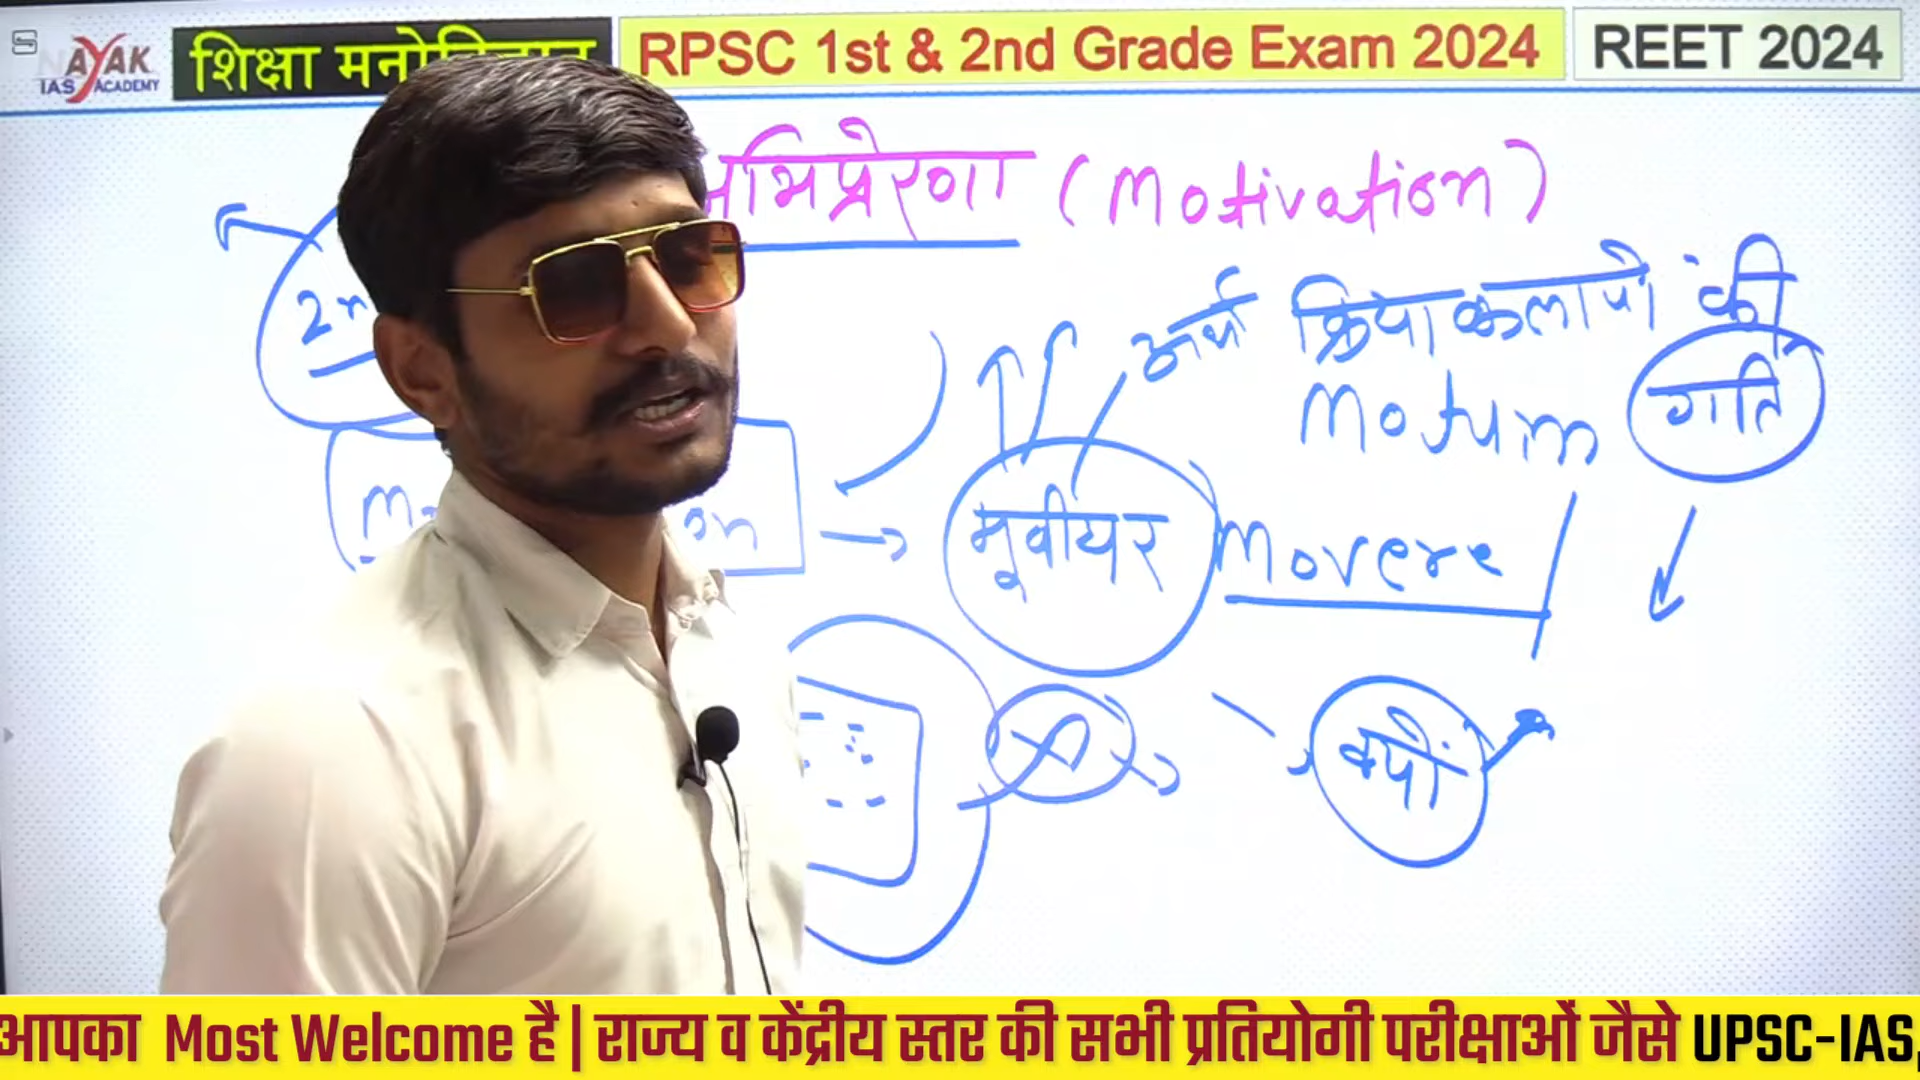 NAYAK
IAS ACADEMY
शिक्षा मनोविज्ञान
RPSC 1st & 2nd Grade Exam 2024
REET 2024
अभिप्रेरणा (Motivation)
अर्थ क्रियाकलापों की
Motum गति
मूवीयर Movere
क्यों
आपका Most Welcome है | राज्य व केंद्रीय स्तर की सभी प्रतियोगी परीक्षाओं जैसे UPSC-IAS,